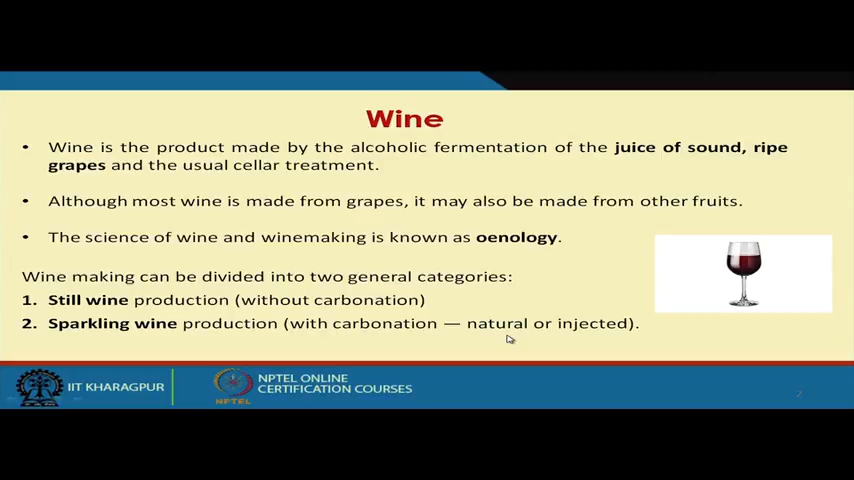 Wine
• Wine is the product made by the alcoholic fermentation of the juice of sound, ripe
grapes and the usual cellar treatment.
• Although most wine is made from grapes, it may also be made from other fruits.
• The science of wine and winemaking is known as oenology.
Wine making can be divided into two general categories:
1. Still wine production (without carbonation)
2. Sparkling wine production (with carbonation — natural or injected).
IIT KHARAGPUR
NPTEL
NPTEL ONLINE
CERTIFICATION COURSES
2